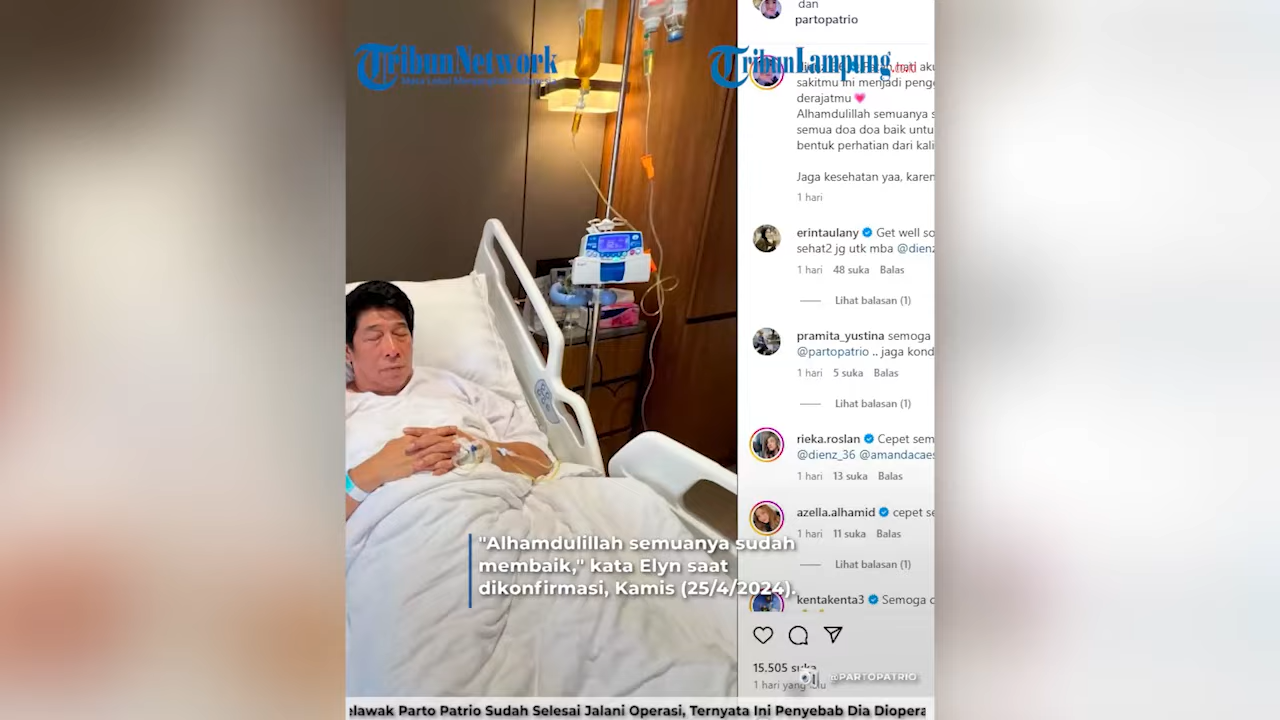 dan
partopatrio
TribunNetwork
TribunLampung.com
sakitmu ini menjadi pengg
derajatmu
Alhamdulillah semuanya s
semua doa doa baik untu
bentuk perhatian dari kali
Jaga kesehatan yaa, karen
1 hari
erintaulany Get well so
sehat2 jg utk mba @dienz
1 hari 48 suka Balas
Lihat balasan (1)
pramita_yustina semoga
@partopatrio .. jaga kond
1 hari 5 suka Balas
Lihat balasan (1)
rieka.roslan Cepet sem
@dienz_36 @amandacaes
1 hari 13 suka Balas
azella.alhamid cepet se
1 hari 11 suka Balas
Lihat balasan (1)
kentakenta3 Semoga c
"Alhamdulillah semuanya sudah
membaik," kata Elyn saat
dikonfirmasi, Kamis (25/4/2024).
15.505 suka
1 hari yang lalu
@PARTOPATRIO
elawak Parto Patrio Sudah Selesai Jalani Operasi, Ternyata Ini Penyebab Dia Diopera